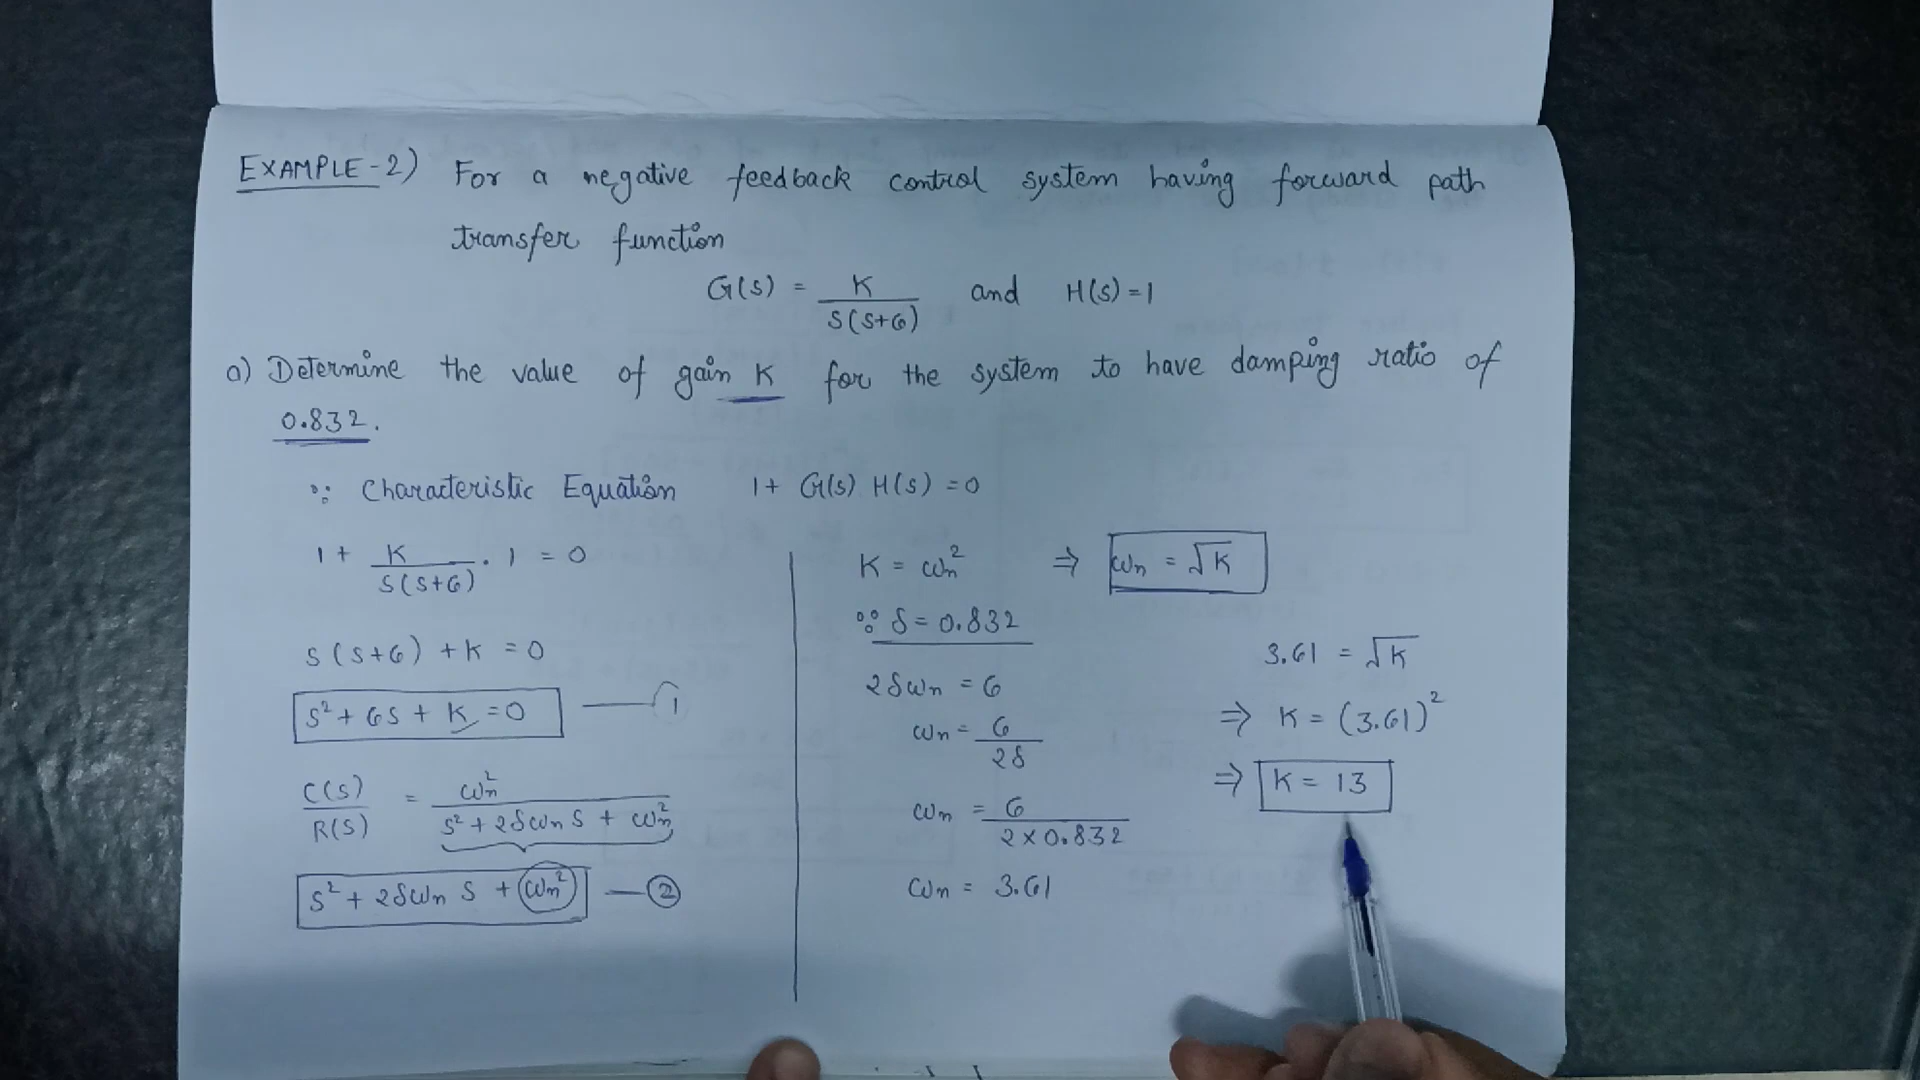 EXAMPLE-2) For a negative feedback control system having forward path
transfer function
G(s) = K / S(S+6) and H(s)=1
a) Determine the value of gain K for the system to have damping ratio of
0.832.
∵ Characteristic Equation 1+ G(s) H(s) =0
1 + K / S(S+6) . 1 = 0
S(S+6) + K = 0
S² + 6S + K = 0 — ①
C(S) / R(S) = ωn² / S² + 2δωn S + ωn²
S² + 2δωn S + ωn² — ②
K = ωn² ⇒ ωn = √K
∵ δ = 0.832
2δωn = 6
ωn = 6 / 2δ
ωn = 6 / 2×0.832
ωn = 3.61
3.61 = √K
⇒ K = (3.61)²
⇒ K = 13